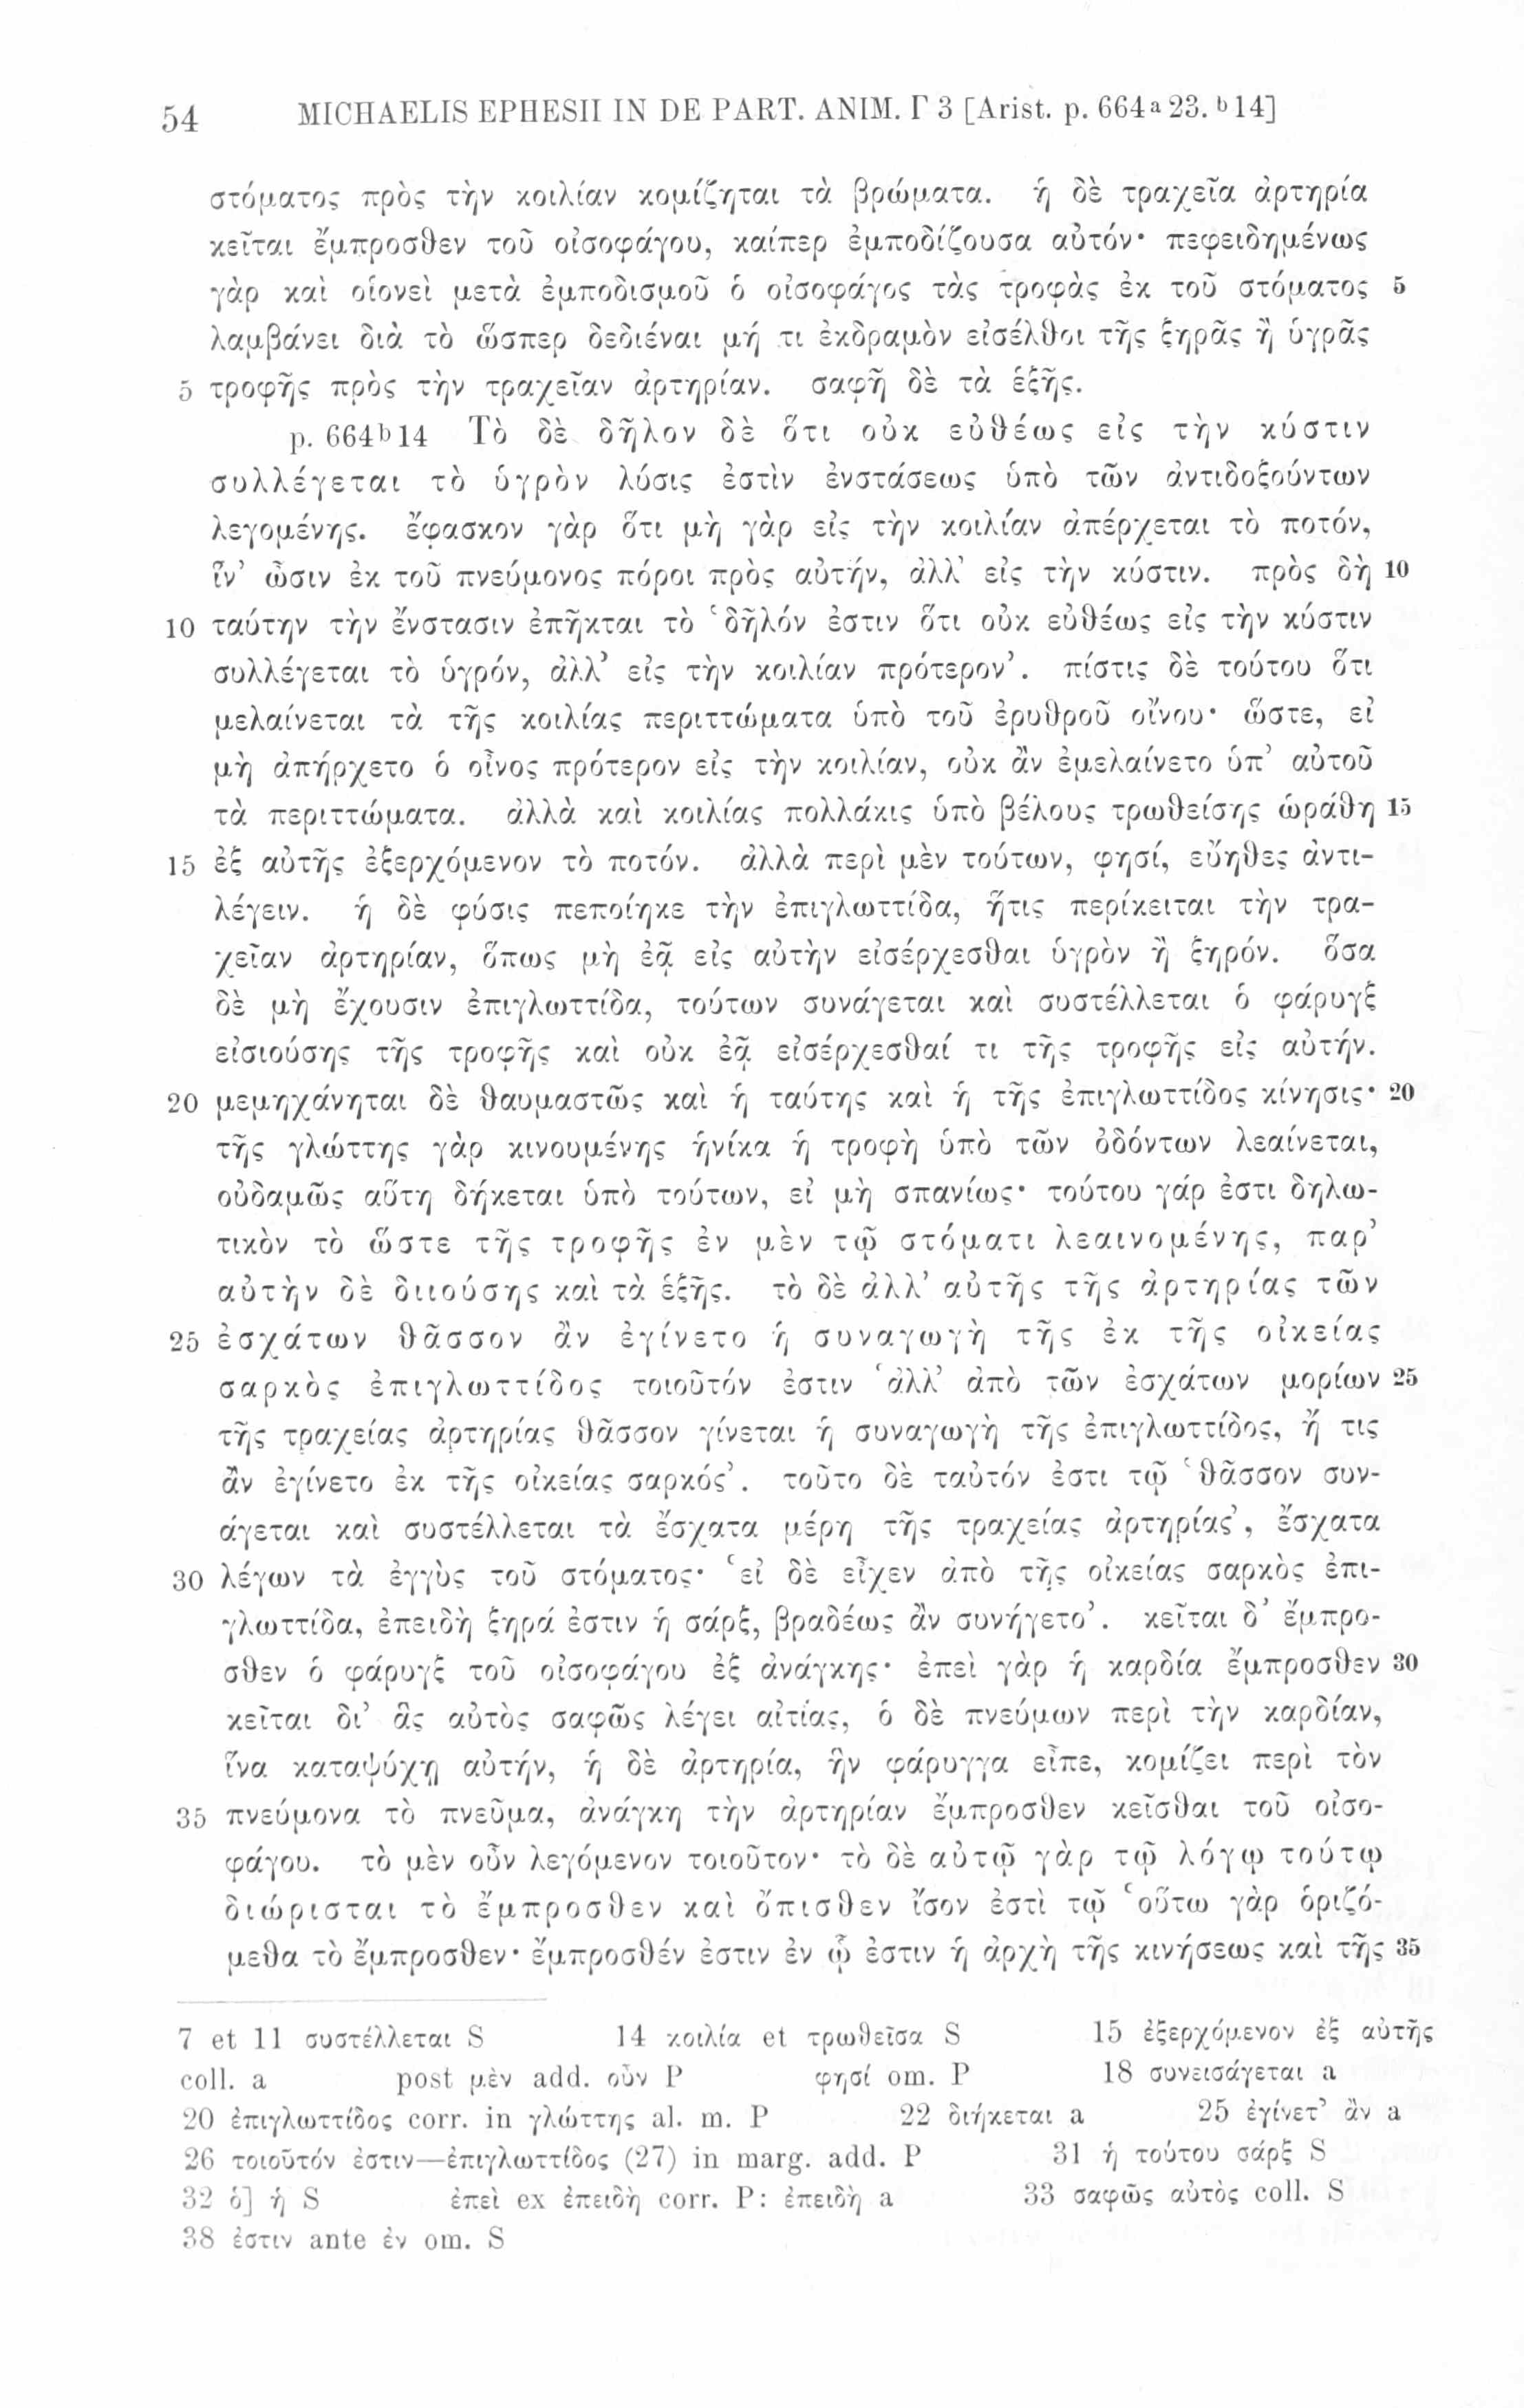 54 MICHAELIS EPHESII IN DE PART. ANIM. Γ 3 [Arist. p. 664a 23. b 14]
στόματος πρὸς τὴν κοιλίαν κομίζηται τὰ βρώματα. ἡ δὲ τραχεῖα ἀρτηρία
κεῖται ἔμπροσθεν τοῦ οἰσοφάγου, καίπερ ἐμποδίζουσα αὐτόν· πεφειδημένως
γὰρ καὶ οἱονεὶ μετὰ ἐμποδισμοῦ ὁ οἰσοφάγος τὰς τροφὰς ἐκ τοῦ στόματος 5
λαμβάνει διὰ τὸ ὥσπερ δεδιέναι μή τι ἐκδραμὸν εἰσέλθοι τῆς ξηρᾶς ἢ ὑγρᾶς
5 τροφῆς πρὸς τὴν τραχεῖαν ἀρτηρίαν. σαφῆ δὲ τὰ ἑξῆς.
p. 664b14 Τὸ δὲ δῆλον δὲ ὅτι οὐκ εὐθέως εἰς τὴν κύστιν
συλλέγεται τὸ ὑγρὸν λύσις ἐστὶν ἐνστάσεως ὑπὸ τῶν ἀντιδοξούντων
λεγομένης. ἔφασκον γὰρ ὅτι μὴ γὰρ εἰς τὴν κοιλίαν ἀπέρχεται τὸ ποτόν,
ἵν’ ὦσιν ἐκ τοῦ πνεύμονος πόροι πρὸς αὐτήν, ἀλλ’ εἰς τὴν κύστιν. πρὸς δὴ 10
10 ταύτην τὴν ἔνστασιν ἐπῆκται τὸ ‘δῆλόν ἐστιν ὅτι οὐκ εὐθέως εἰς τὴν κύστιν
συλλέγεται τὸ ὑγρόν, ἀλλ’ εἰς τὴν κοιλίαν πρότερον’. πίστις δὲ τούτου ὅτι
μελαίνεται τὰ τῆς κοιλίας περιττώματα ὑπὸ τοῦ ἐρυθροῦ οἴνου· ὥστε, εἰ
μὴ ἀπήρχετο ὁ οἶνος πρότερον εἰς τὴν κοιλίαν, οὐκ ἂν ἐμελαίνετο ὑπ’ αὐτοῦ
τὰ περιττώματα. ἀλλὰ καὶ κοιλίας πολλάκις ὑπὸ βέλους τρωθείσης ὡράθη 15
15 ἐξ αὐτῆς ἐξερχόμενον τὸ ποτόν. ἀλλὰ περὶ μὲν τούτων, φησί, εὔηθες ἀντι-
λέγειν. ἡ δὲ φύσις πεποίηκε τὴν ἐπιγλωττίδα, ἥτις περίκειται τὴν τρα-
χεῖαν ἀρτηρίαν, ὅπως μὴ ἐᾷ εἰς αὐτὴν εἰσέρχεσθαι ὑγρὸν ἢ ξηρόν. ὅσα
δὲ μὴ ἔχουσιν ἐπιγλωττίδα, τούτων συνάγεται καὶ συστέλλεται ὁ φάρυγξ
εἰσιούσης τῆς τροφῆς καὶ οὐκ ἐᾷ εἰσέρχεσθαί τι τῆς τροφῆς εἰς αὐτήν.
20 μεμηχάνηται δὲ θαυμαστῶς καὶ ἡ ταύτης καὶ ἡ τῆς ἐπιγλωττίδος κίνησις· 20
τῆς γλώττης γὰρ κινουμένης ἡνίκα ἡ τροφὴ ὑπὸ τῶν ὀδόντων λεαίνεται,
οὐδαμῶς αὕτη δήκεται ὑπὸ τούτων, εἰ μὴ σπανίως· τούτου γάρ ἐστι δηλω-
τικὸν τὸ ὥστε τῆς τροφῆς ἐν μὲν τῷ στόματι λεαινομένης, παρ’
αὐτὴν δὲ διιούσης καὶ τὰ ἑξῆς. τὸ δὲ ἀλλ’ αὐτῆς τῆς ἀρτηρίας τῶν
25 ἐσχάτων θᾶσσον ἂν ἐγίνετο ἡ συναγωγὴ τῆς ἐκ τῆς οἰκείας
σαρκὸς ἐπιγλωττίδος τοιοῦτόν ἐστιν ‘ἀλλ’ ἀπὸ τῶν ἐσχάτων μορίων 25
τῆς τραχείας ἀρτηρίας θᾶσσον γίνεται ἡ συναγωγὴ τῆς ἐπιγλωττίδος, ἤ τις
ἂν ἐγίνετο ἐκ τῆς οἰκείας σαρκός’. τοῦτο δὲ ταὐτόν ἐστι τῷ ‘θᾶσσον συν-
άγεται καὶ συστέλλεται τὰ ἔσχατα μέρη τῆς τραχείας ἀρτηρίας’, ἔσχατα
30 λέγων τὰ ἐγγὺς τοῦ στόματος· ‘εἰ δὲ εἶχεν ἀπὸ τῆς οἰκείας σαρκὸς ἐπι-
γλωττίδα, ἐπειδὴ ξηρά ἐστιν ἡ σάρξ, βραδέως ἂν συνήγετο’. κεῖται δ’ ἔμπρο-
σθεν ὁ φάρυγξ τοῦ οἰσοφάγου ἐξ ἀνάγκης· ἐπεὶ γὰρ ἡ καρδία ἔμπροσθεν 30
κεῖται δι’ ἃς αὐτὸς σαφῶς λέγει αἰτίας, ὁ δὲ πνεύμων περὶ τὴν καρδίαν,
ἵνα καταψύχῃ αὐτήν, ἡ δὲ ἀρτηρία, ἣν φάρυγγα εἶπε, κομίζει περὶ τὸν
35 πνεύμονα τὸ πνεῦμα, ἀνάγκη τὴν ἀρτηρίαν ἔμπροσθεν κεῖσθαι τοῦ οἰσο-
φάγου. τὸ μὲν οὖν λεγόμενον τοιοῦτον· τὸ δὲ αὐτῷ γὰρ τῷ λόγῳ τούτῳ
διώρισται τὸ ἔμπροσθεν καὶ ὄπισθεν ἴσον ἐστὶ τῷ ‘οὕτω γὰρ ὁριζό-
μεθα τὸ ἔμπροσθεν· ἔμπροσθέν ἐστιν ἐν ᾧ ἐστιν ἡ ἀρχὴ τῆς κινήσεως καὶ τῆς 35
7 et 11 συστέλλεται S 14 κοιλία et τρωθεῖσα S 15 ἐξερχόμενον ἐξ αὐτῆς
coll. a post μὲν add. οὖν P φησί om. P 18 συνεισάγεται a
20 ἐπιγλωττίδος corr. in γλώττης al. m. P 22 διήκεται a 25 ἐγίνετ’ ἂν a
26 τοιοῦτόν ἐστιν—ἐπιγλωττίδος (27) in marg. add. P 31 ἡ τούτου σάρξ S
32 ὁ] ἡ S ἐπεὶ ex ἐπειδὴ corr. P: ἐπειδὴ a 33 σαφῶς αὐτὸς coll. S
38 ἐστιν ante ἐν om. S